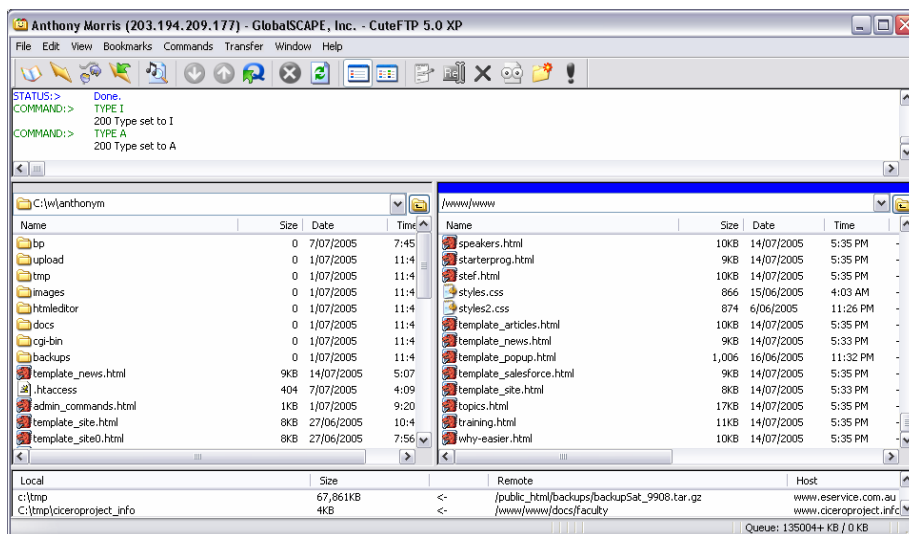 Anthony Morris (203.194.209.177) - GlobalSCAPE, Inc. - CuteFTP 5.0 XP
File Edit View Bookmarks Commands Transfer Window Help
STATUS:> Done.
COMMAND:> TYPE I
200 Type set to I
COMMAND:> TYPE A
200 Type set to A
C:\w\anthonym
Name Size Date Time
bp 0 7/07/2005 7:45
upload 0 1/07/2005 11:4
tmp 0 1/07/2005 11:4
images 0 1/07/2005 11:4
htmleditor 0 1/07/2005 11:4
docs 0 1/07/2005 11:4
cgi-bin 0 1/07/2005 11:4
backups 0 1/07/2005 11:4
template_news.html 9KB 14/07/2005 5:07
.htaccess 404 7/07/2005 4:09
admin_commands.html 1KB 1/07/2005 9:20
template_site.html 8KB 27/06/2005 10:4
template_site0.html 8KB 27/06/2005 7:56
/www/www
Name Size Date Time
speakers.html 10KB 14/07/2005 5:35 PM -
starterprog.html 9KB 14/07/2005 5:35 PM -
stef.html 10KB 14/07/2005 5:35 PM -
styles.css 866 15/06/2005 4:03 AM -
styles2.css 874 6/06/2005 11:26 PM -
template_articles.html 10KB 14/07/2005 5:35 PM -
template_news.html 9KB 14/07/2005 5:33 PM -
template_popup.html 1,006 16/06/2005 11:32 PM -
template_salesforce.html 9KB 14/07/2005 5:35 PM -
template_site.html 8KB 14/07/2005 5:33 PM -
topics.html 17KB 14/07/2005 5:35 PM -
training.html 11KB 14/07/2005 5:35 PM -
why-easier.html 10KB 14/07/2005 5:35 PM -
Local Size Remote Host
c:\tmp 67,861KB <- /public_html/backups/backupSat_9908.tar.gz www.eservice.com.au
C:\tmp\ciceroproject_info 4KB <- /www/www/docs/faculty www.ciceroproject.info
Queue: 135004+ KB / 0 KB